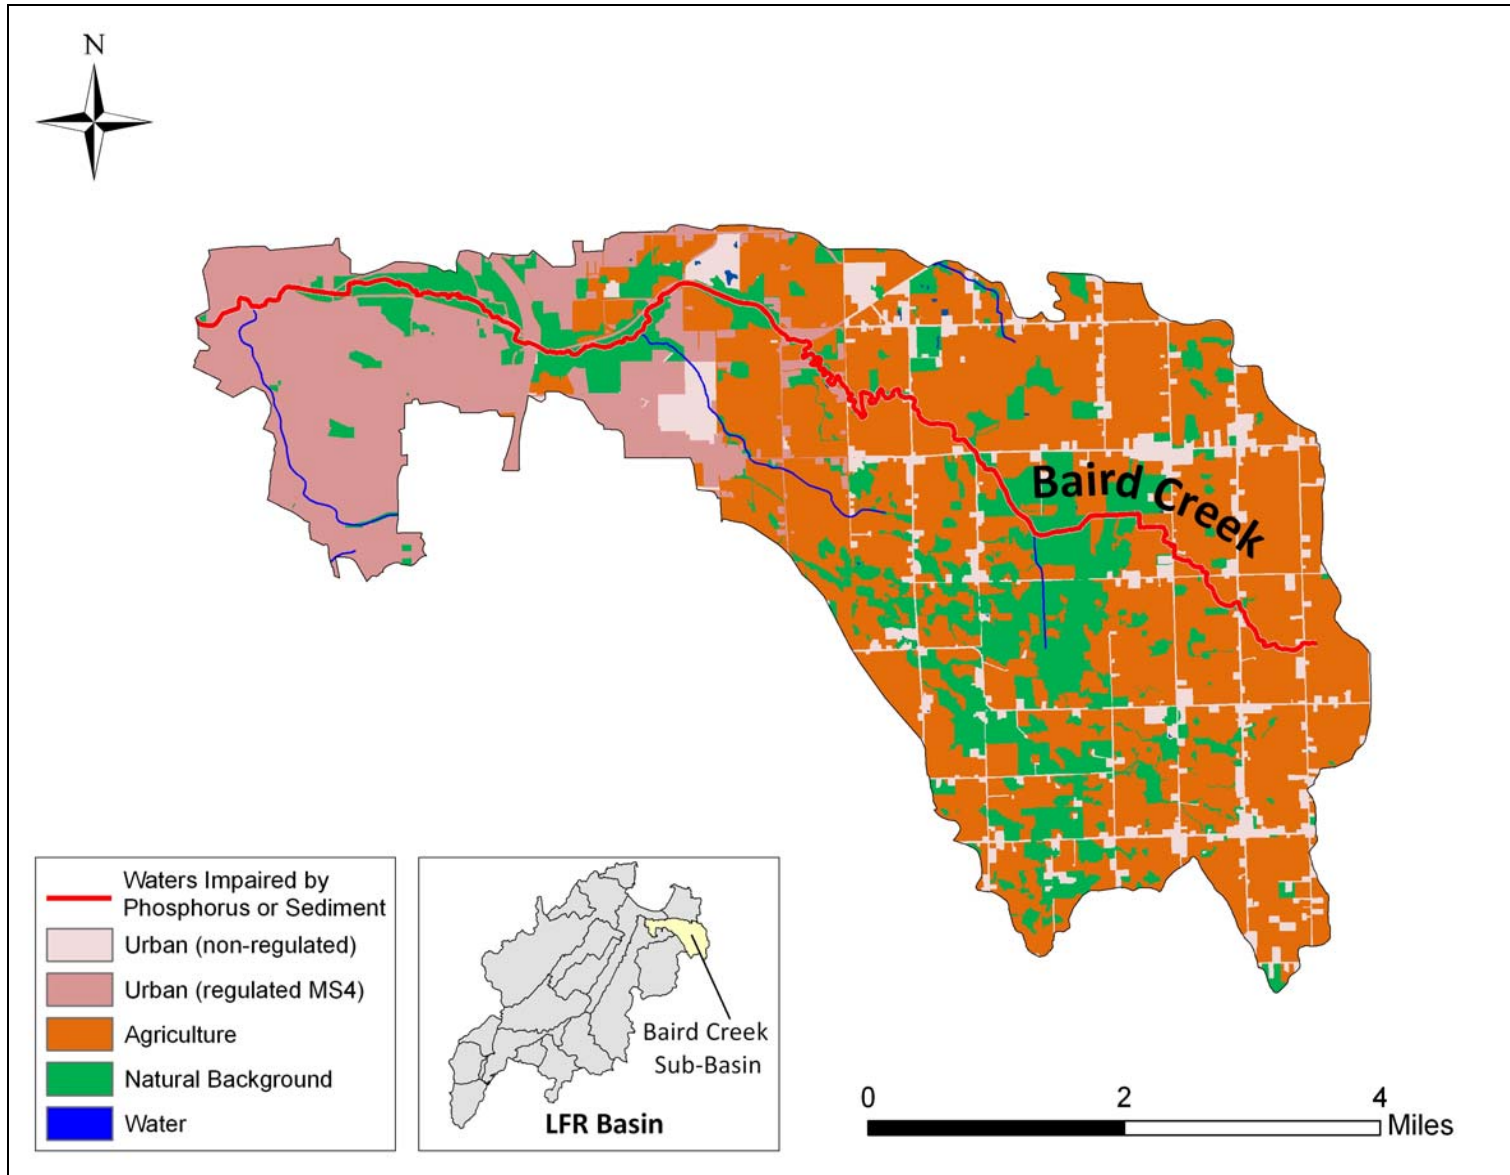 N
Baird Creek
Waters Impaired by
Phosphorus or Sediment
Urban (non-regulated)
Urban (regulated MS4)
Agriculture
Natural Background
Water
Baird Creek
Sub-Basin
LFR Basin
0 2 4
Miles